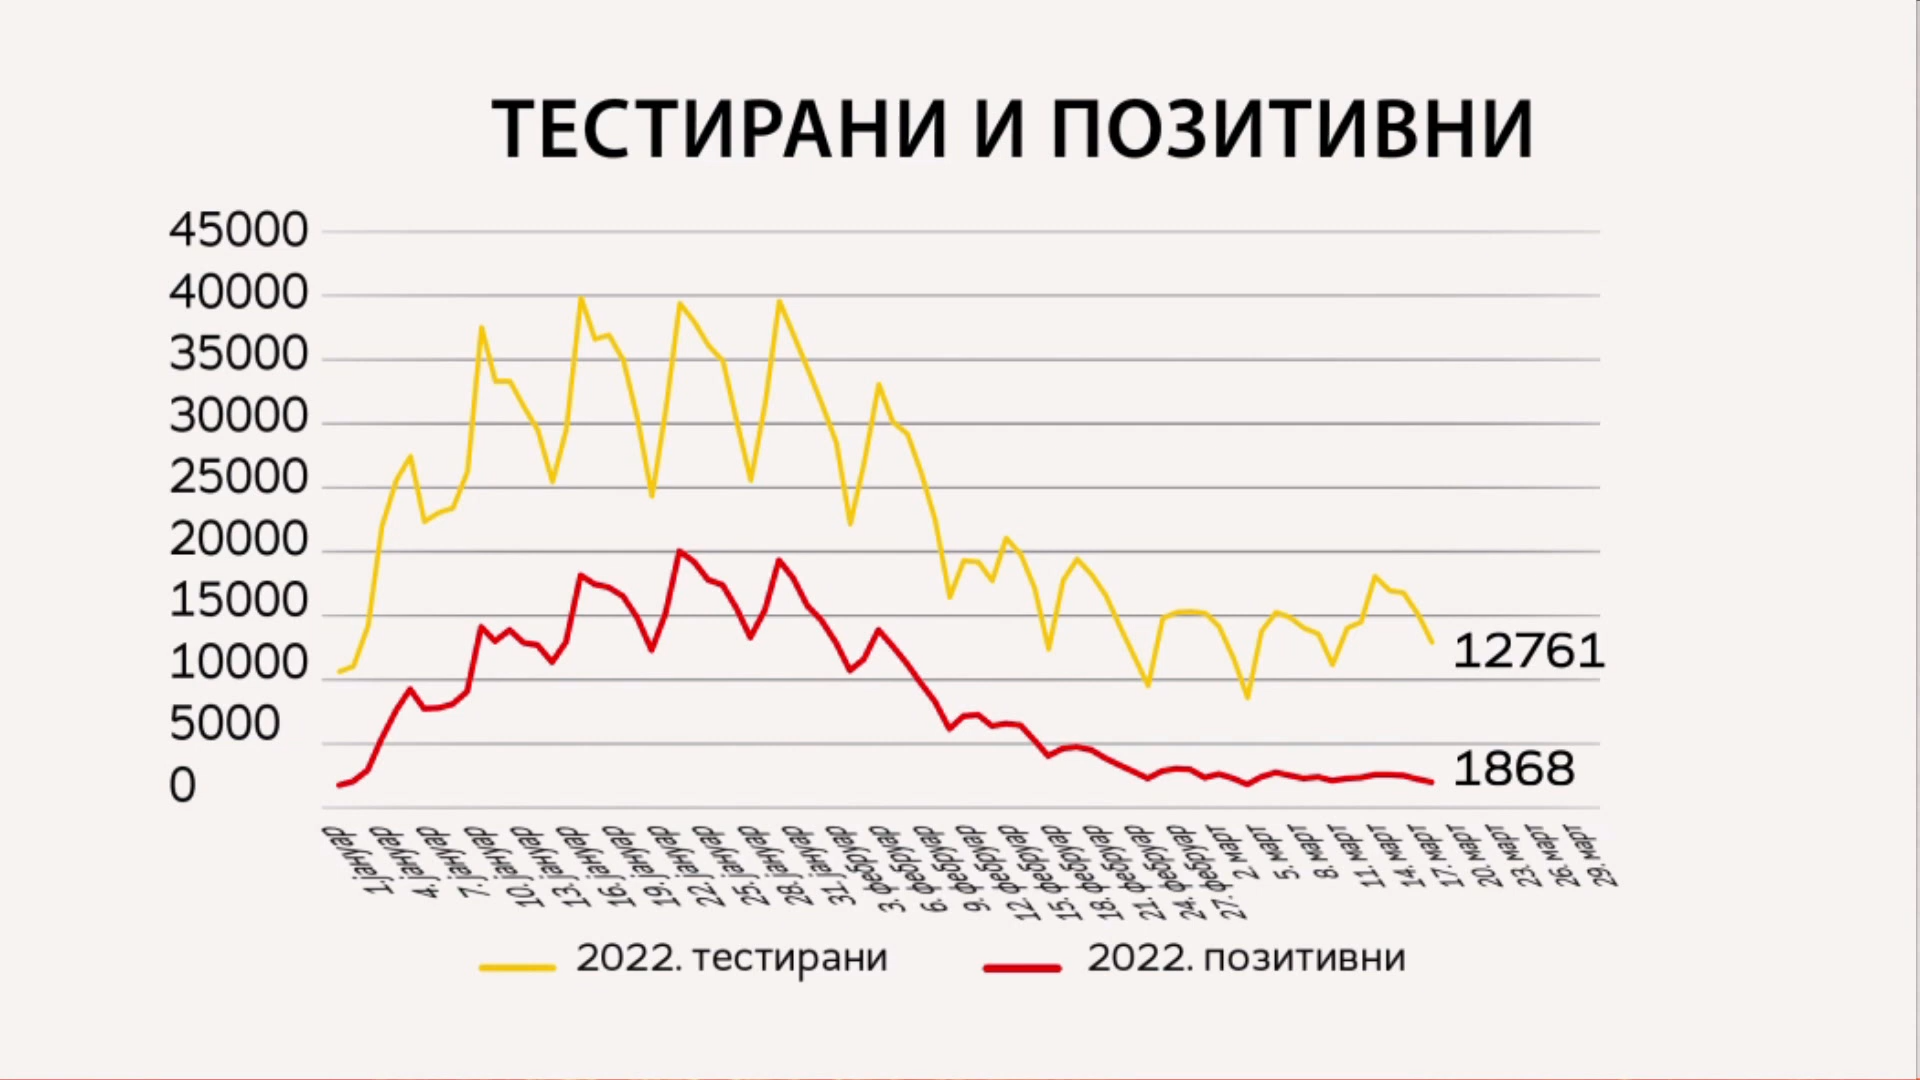 ТЕСТИРАНИ И ПОЗИТИВНИ
45000
40000
35000
30000
25000
20000
15000
10000
5000
0
12761
1868
1. јануар
4. јануар
7. јануар
10. јануар
13. јануар
16. јануар
19. јануар
22. јануар
25. јануар
28. јануар
31. јануар
3. фебруар
6. фебруар
9. фебруар
12. фебруар
15. фебруар
18. фебруар
21. фебруар
24. фебруар
27. фебруар
2. март
5. март
8. март
11. март
14. март
17. март
20. март
23. март
26. март
29. март
2022. тестирани
2022. позитивни